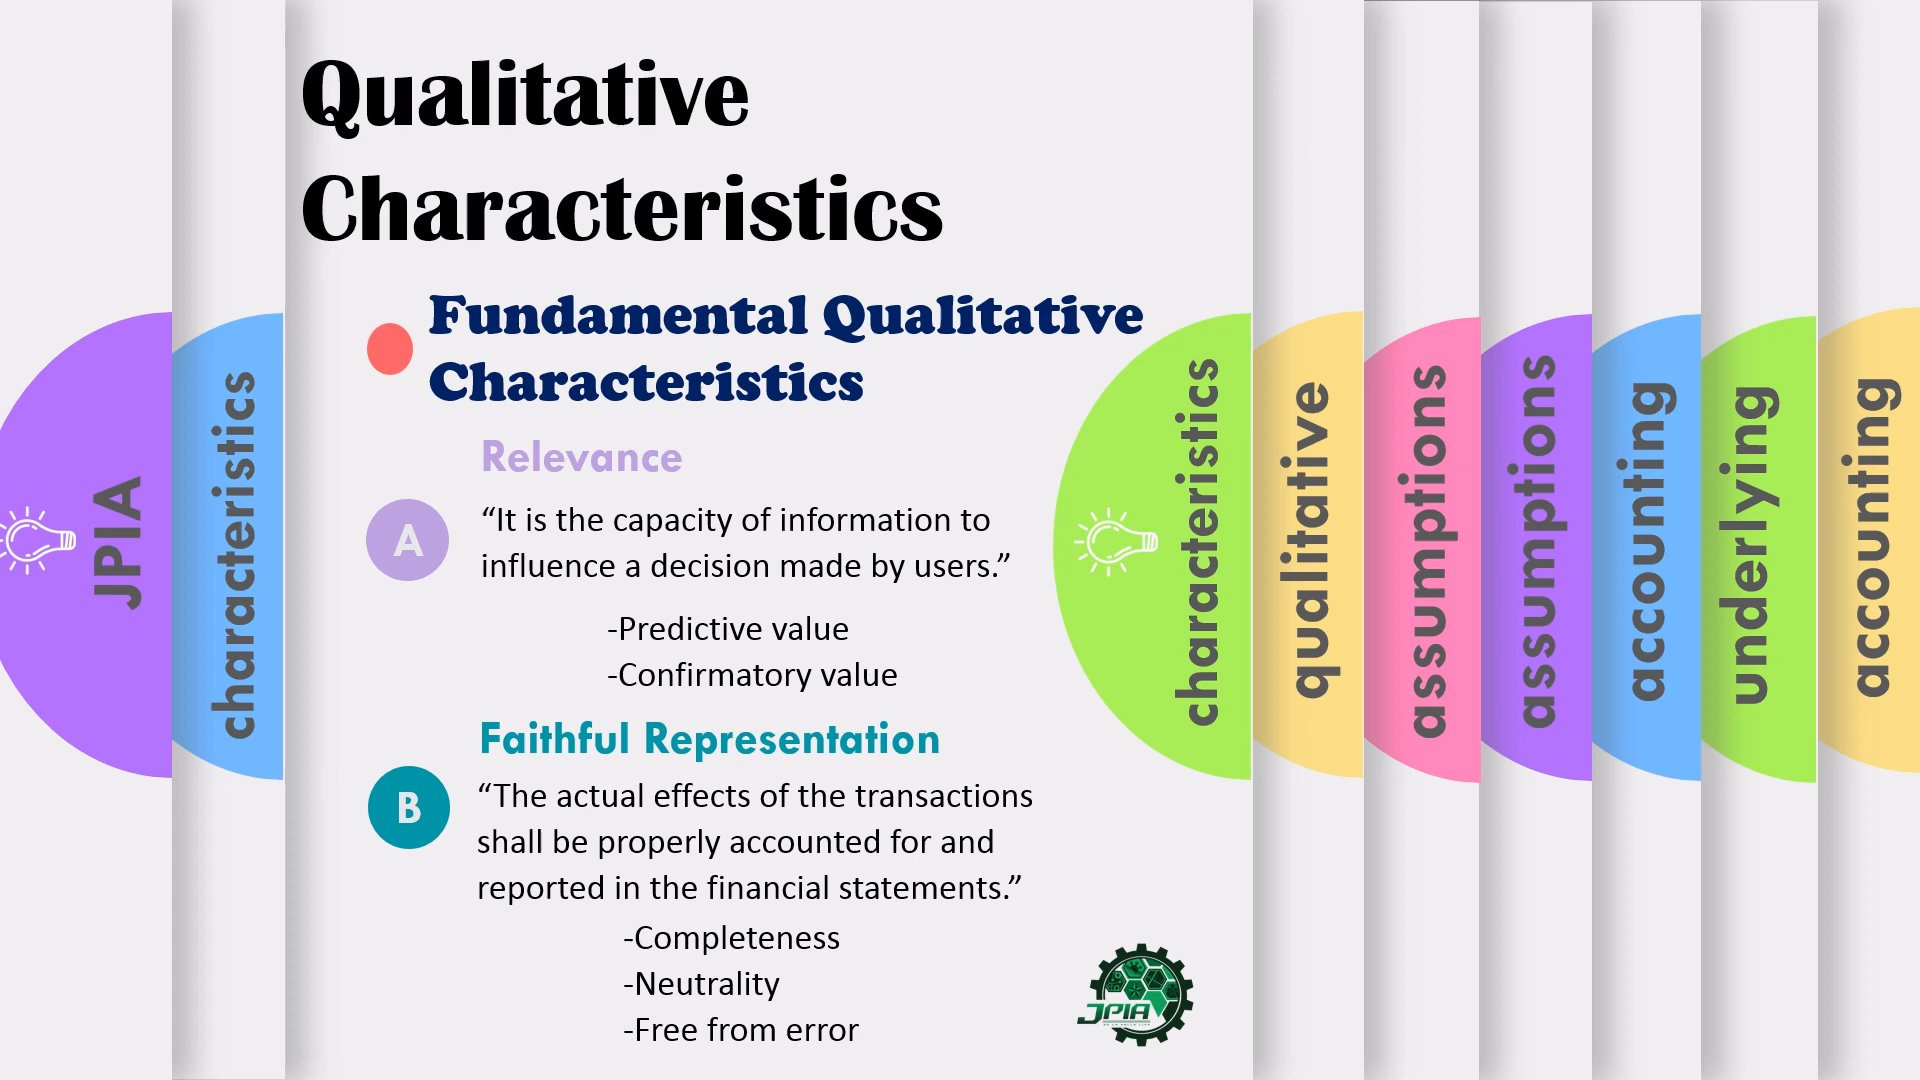 Qualitative
Characteristics
Fundamental Qualitative
Characteristics
Relevance
A
“It is the capacity of information to
influence a decision made by users.”
-Predictive value
-Confirmatory value
Faithful Representation
B
“The actual effects of the transactions
shall be properly accounted for and
reported in the financial statements.”
-Completeness
-Neutrality
-Free from error
JPIA
JPIA
characteristics
characteristics
qualitative
assumptions
assumptions
accounting
underlying
accounting